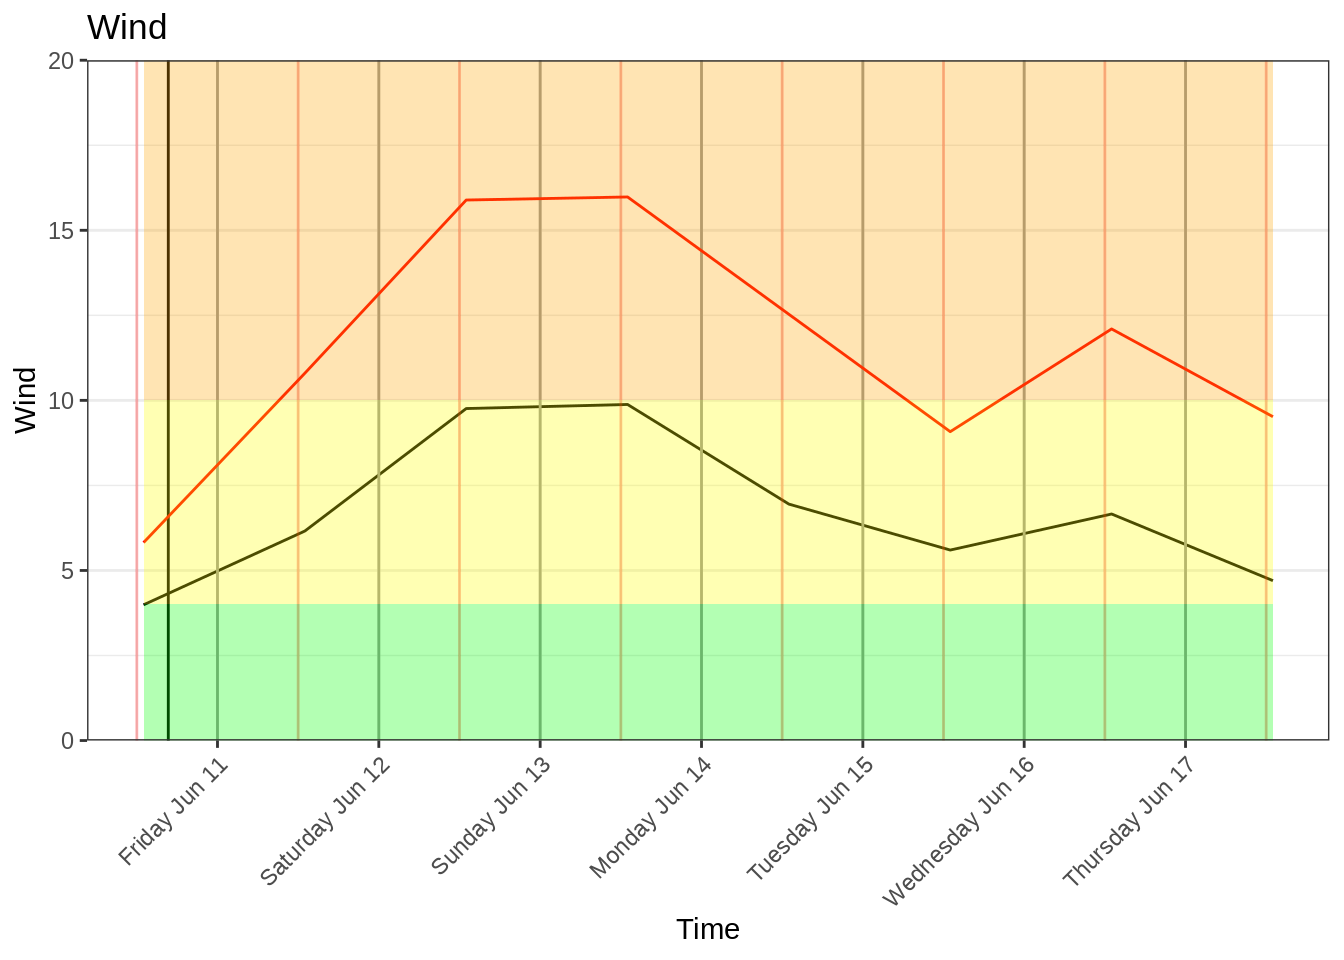 Wind
Wind
20
15
10
5
0
Friday Jun 11
Saturday Jun 12
Sunday Jun 13
Monday Jun 14
Tuesday Jun 15
Wednesday Jun 16
Thursday Jun 17
Time